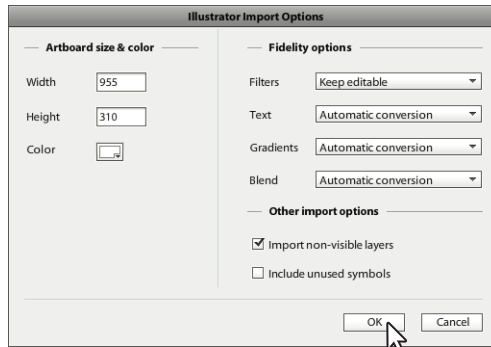 Illustrator Import Options
Artboard size & color
Width 955
Height 310
Color
Fidelity options
Filters Keep editable
Text Automatic conversion
Gradients Automatic conversion
Blend Automatic conversion
Other import options
Import non-visible layers
Include unused symbols
OK Cancel